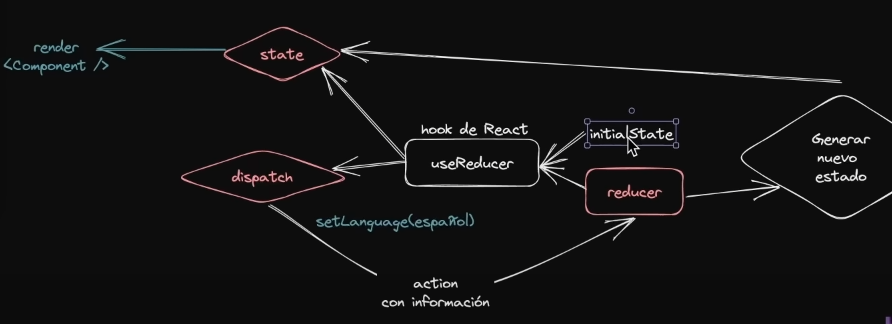 render
<Component />
state
hook de React
useReducer
initialState
Generar
nuevo
estado
dispatch
reducer
setLanguage(español)
action
con información